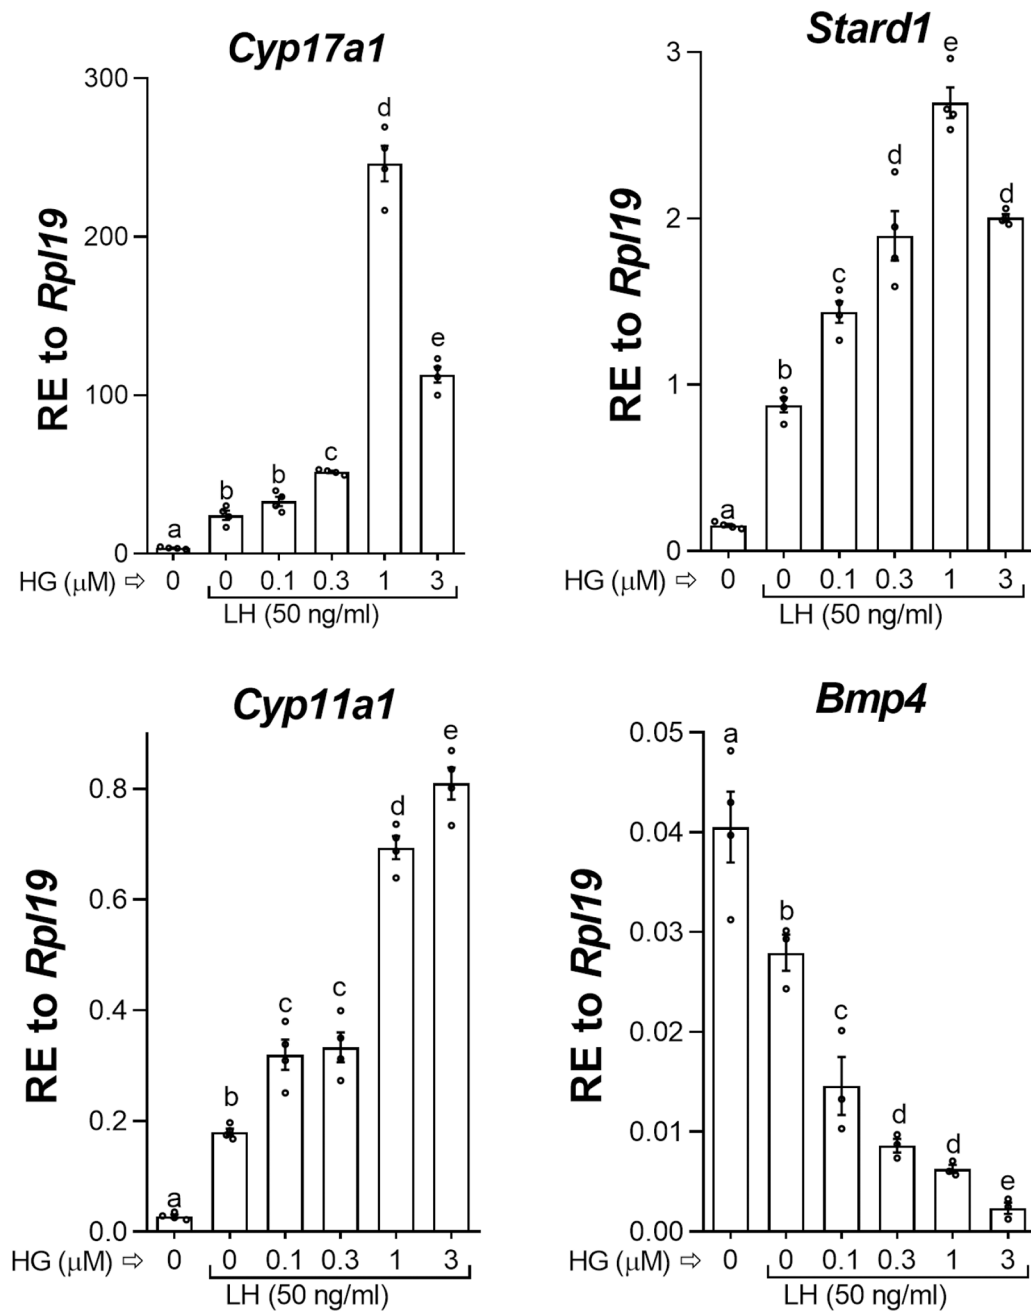 Cyp17a1
300
200
100
0
RE to Rpl19
a
b
b
c
d
e
HG (μM) ⇨ 0 0 0.1 0.3 1 3
LH (50 ng/ml)
Stard1
3
2
1
0
RE to Rpl19
a
b
c
d
e
d
HG (μM) ⇨ 0 0 0.1 0.3 1 3
LH (50 ng/ml)
Cyp11a1
0.8
0.6
0.4
0.2
0.0
RE to Rpl19
a
b
c
c
d
e
HG (μM) ⇨ 0 0 0.1 0.3 1 3
LH (50 ng/ml)
Bmp4
0.05
0.04
0.03
0.02
0.01
0.00
RE to Rpl19
a
b
c
d
d
e
HG (μM) ⇨ 0 0 0.1 0.3 1 3
LH (50 ng/ml)